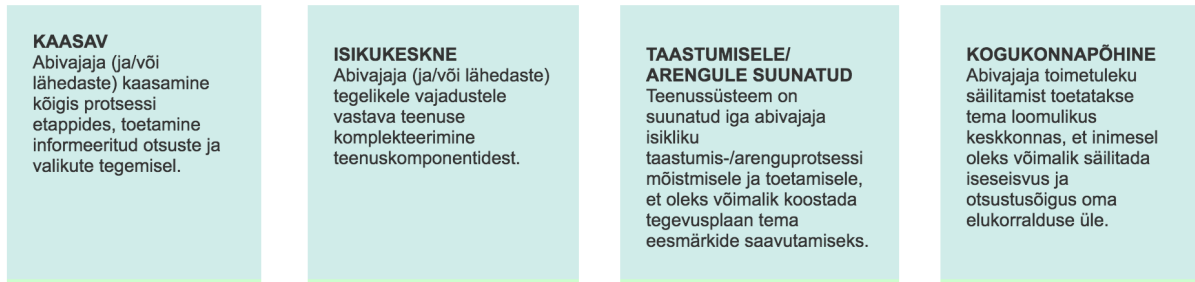 KAASAV
Abivajaja (ja/või
lähedaste) kaasamine
kõigis protsessi
etappides, toetamine
informeeritud otsuste ja
valikute tegemisel.
ISIKUKESKNE
Abivajaja (ja/või lähedaste)
tegelikele vajadustele
vastava teenuse
komplekteerimine
teenuskomponentidest.
TAASTUMISELE/
ARENGULE SUUNATUD
Teenussüsteem on
suunatud iga abivajaja
isikliku
taastumis-/arenguprotsessi
mõistmisele ja toetamisele,
et oleks võimalik koostada
tegevusplaan tema
eesmärkide saavutamiseks.
KOGUKONNAPÕHINE
Abivajaja toimetuleku
säilitamist toetatakse
tema loomulikus
keskkonnas, et inimesel
oleks võimalik säilitada
iseseisvus ja
otsustusõigus oma
elukorralduse üle.